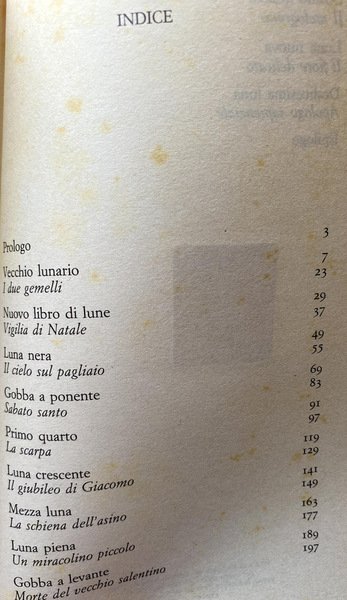 INDICE
Prologo 3
Vecchio lunario 7
I due gemelli 23
Nuovo libro di lune 29
Vigilia di Natale 37
Luna nera 49
Il cielo sul pagliaio 55
Gobba a ponente 69
Sabato santo 83
Primo quarto 91
La scarpa 97
Luna crescente 119
Il giubileo di Giacomo 129
Mezza luna 141
La schiena dell'asino 149
Luna piena 163
Un miracolino piccolo 177
Gobba a levante 189
Morte del vecchio salentino 197